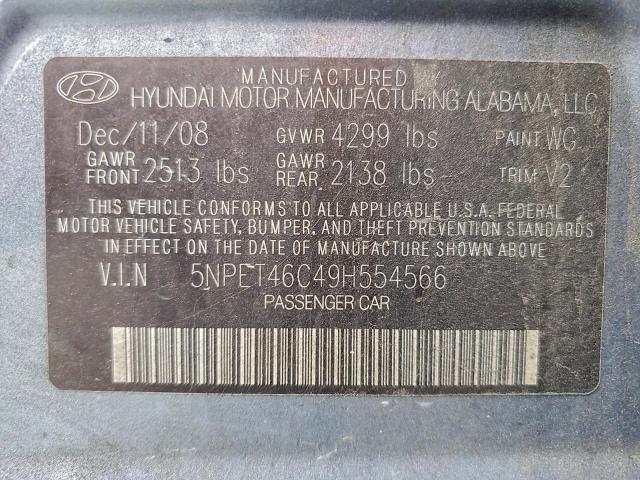 MANUFACTURED BY
HYUNDAI MOTOR MANUFACTURING ALABAMA, LLC
Dec/11/08 GVWR 4299 lbs PAINT WG
GAWR FRONT 2513 lbs GAWR REAR. 2138 lbs TRIM V2
THIS VEHICLE CONFORMS TO ALL APPLICABLE U.S.A. FEDERAL
MOTOR VEHICLE SAFETY, BUMPER, AND THEFT PREVENTION STANDARDS
IN EFFECT ON THE DATE OF MANUFACTURE SHOWN ABOVE
V.I.N 5NPET46C49H554566
PASSENGER CAR